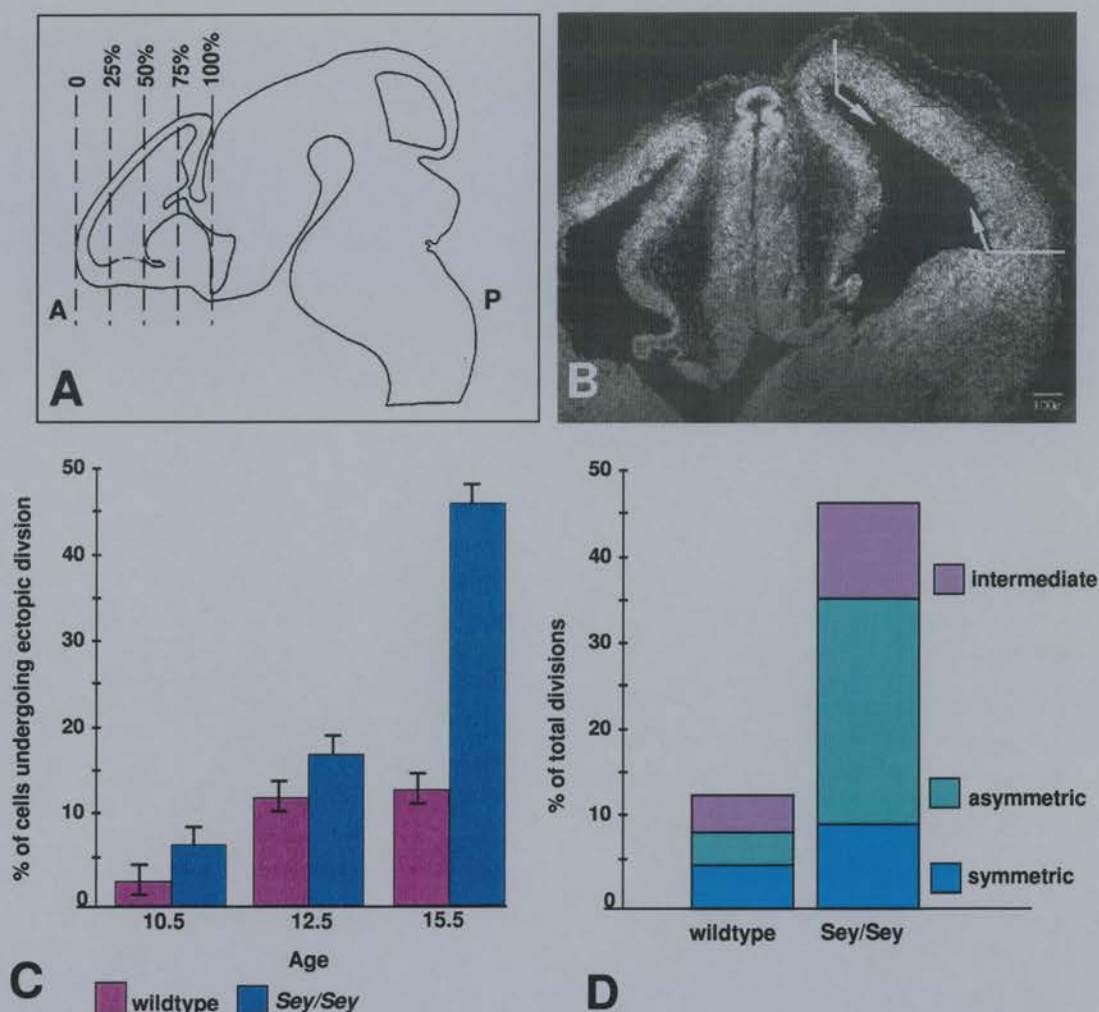 0
25%
50%
75%
100%
A
P
A
B
100µ
% of cells undergoing ectopic divsion
50
40
30
20
10
0
10.5
12.5
15.5
Age
wildtype
Sey/Sey
C
% of total divisions
50
40
30
20
10
0
wildtype
Sey/Sey
intermediate
asymmetric
symmetric
D